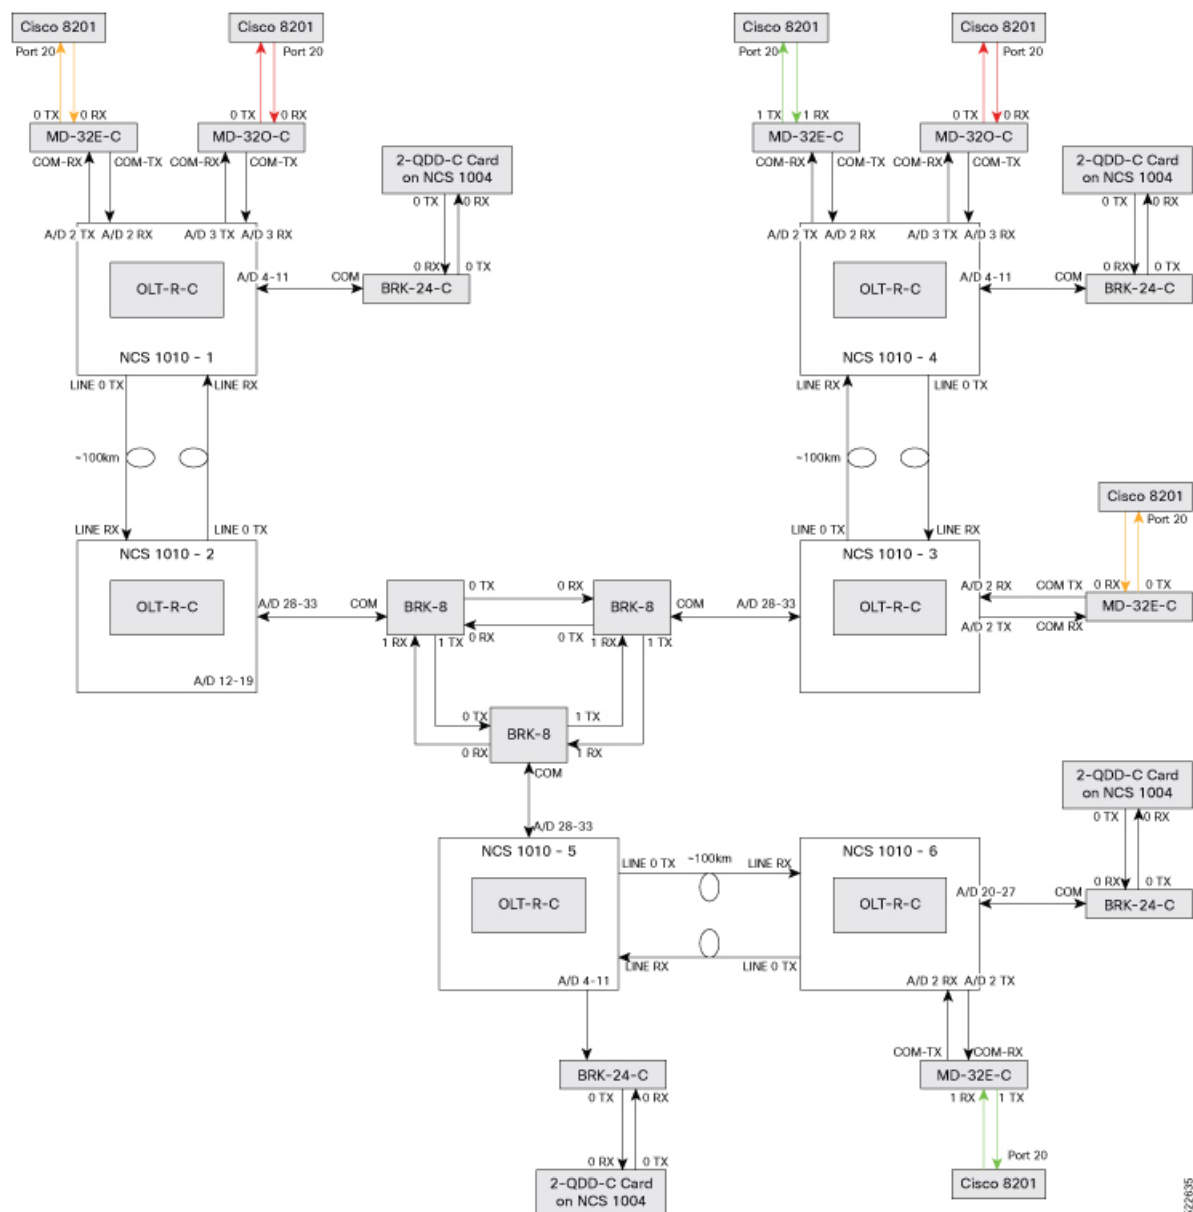 Cisco 8201
Cisco 8201
Cisco 8201
Cisco 8201
Port 20
Port 20
Port 20
Port 20
0 TX
0 RX
0 TX
0 RX
1 TX
1 RX
0 TX
0 RX
MD-32E-C
MD-32O-C
MD-32E-C
MD-32O-C
COM-RX
COM-TX
COM-RX
COM-TX
COM-RX
COM-TX
COM-RX
COM-TX
2-QDD-C Card
on NCS 1004
2-QDD-C Card
on NCS 1004
0 TX
0 RX
0 TX
0 RX
A/D 2 TX
A/D 2 RX
A/D 3 TX
A/D 3 RX
A/D 2 TX
A/D 2 RX
A/D 3 TX
A/D 3 RX
0 RX
0 TX
0 RX
0 TX
A/D 4-11
COM
A/D 4-11
COM
OLT-R-C
BRK-24-C
OLT-R-C
BRK-24-C
NCS 1010 - 1
NCS 1010 - 4
LINE 0 TX
LINE RX
LINE RX
LINE 0 TX
~100km
~100km
Cisco 8201
Port 20
LINE RX
LINE 0 TX
LINE 0 TX
LINE RX
NCS 1010 - 2
NCS 1010 - 3
0 TX
0 RX
A/D 2 RX
COM TX
0 RX
0 TX
OLT-R-C
A/D 28-33
COM
BRK-8
BRK-8
COM
A/D 28-33
OLT-R-C
MD-32E-C
0 RX
0 TX
A/D 2 TX
COM RX
1 RX
1 TX
1 RX
1 TX
A/D 12-19
0 TX
1 TX
BRK-8
0 RX
1 RX
COM
2-QDD-C Card
on NCS 1004
A/D 28-33
0 TX
0 RX
NCS 1010 - 5
NCS 1010 - 6
LINE 0 TX
~100km
LINE RX
0 RX
0 TX
A/D 20-27
COM
OLT-R-C
OLT-R-C
BRK-24-C
LINE RX
LINE 0 TX
A/D 4-11
A/D 2 RX
A/D 2 TX
COM-TX
COM-RX
BRK-24-C
MD-32E-C
0 TX
0 RX
1 RX
1 TX
Port 20
0 RX
0 TX
2-QDD-C Card
on NCS 1004
Cisco 8201